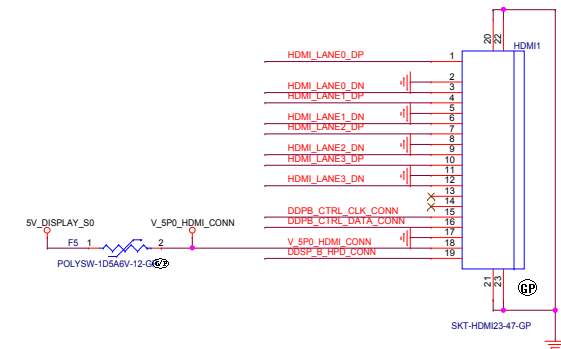 20 22
HDMI1
HDMI_LANE0_DP 1
2
HDMI_LANE0_DN 3
HDMI_LANE1_DP 4
5
HDMI_LANE1_DN 6
HDMI_LANE2_DP 7
8
HDMI_LANE2_DN 9
HDMI_LANE3_DP 10
11
HDMI_LANE3_DN 12
13
14
DDPB_CTRL_CLK_CONN 15
DDPB_CTRL_DATA_CONN 16
17
5V_DISPLAY_S0 V_5P0_HDMI_CONN
F5 1 2 V_5P0_HDMI_CONN 18
DDSP_B_HPD_CONN 19
POLYSW-1D5A6V-12-GP
21 23
GP
SKT-HDMI23-47-GP